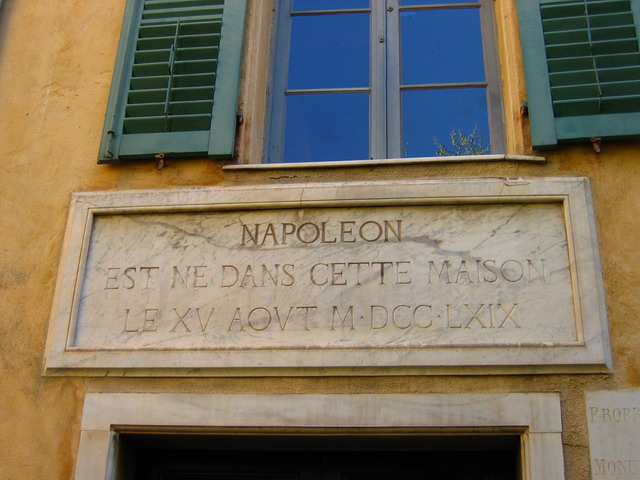 NAPOLEON
EST NE DANS CETTE MAISON
LE XV AOVT M·DCC·LXIX